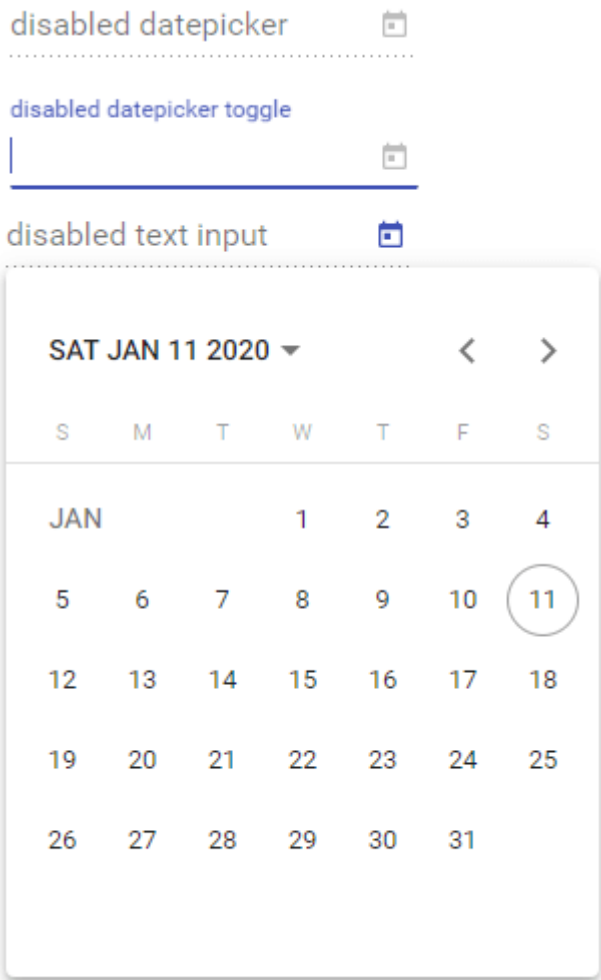 disabled datepicker
disabled datepicker toggle
disabled text input
SAT JAN 11 2020
S M T W T F S
JAN 1 2 3 4
5 6 7 8 9 10 11
12 13 14 15 16 17 18
19 20 21 22 23 24 25
26 27 28 29 30 31